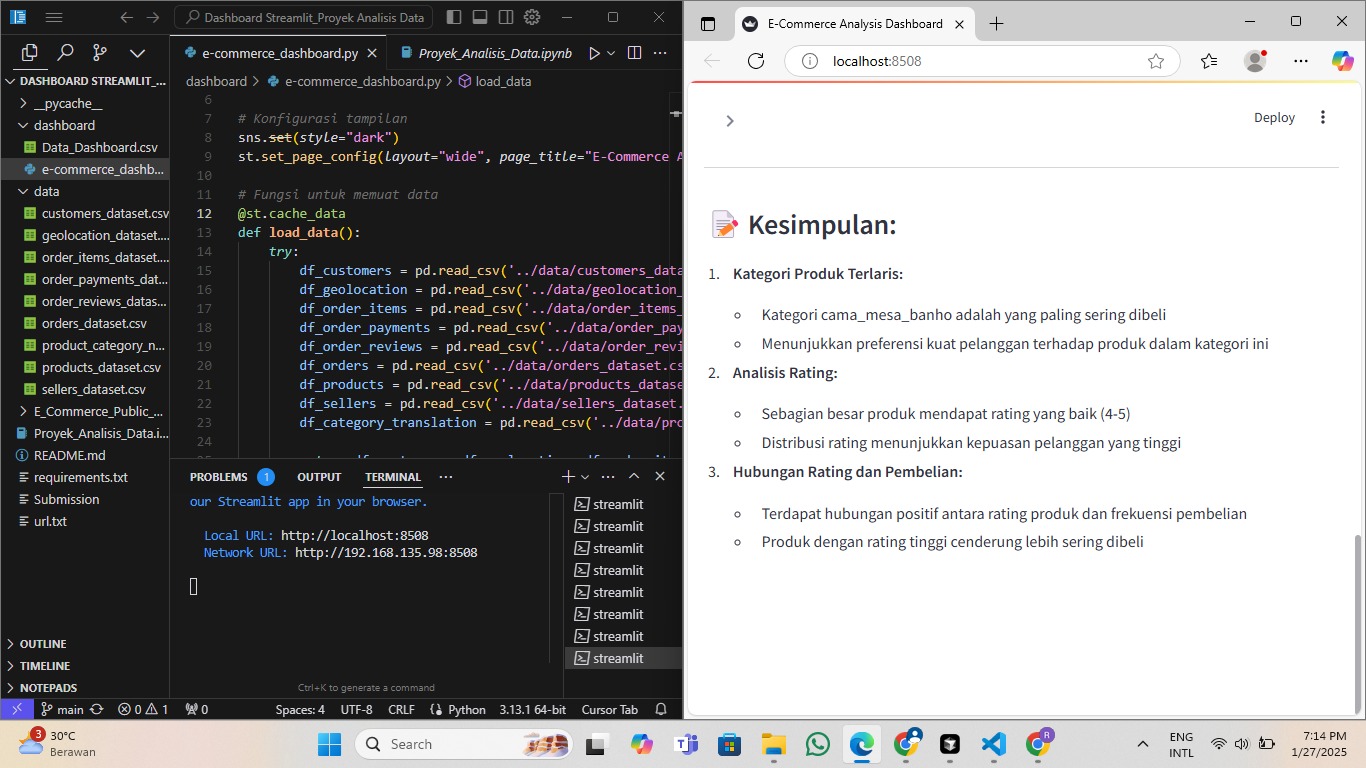 Dashboard Streamlit_Proyek Analisis Data
DASHBOARD STREAMLIT_...
__pycache__
dashboard
Data_Dashboard.csv
e-commerce_dashb...
data
customers_dataset.csv
geolocation_dataset....
order_items_dataset....
order_payments_dat...
order_reviews_datas...
orders_dataset.csv
product_category_n...
products_dataset.csv
sellers_dataset.csv
E_Commerce_Public_...
Proyek_Analisis_Data.i...
README.md
requirements.txt
Submission
url.txt
OUTLINE
TIMELINE
NOTEPADS
e-commerce_dashboard.py
Proyek_Analisis_Data.ipynb
dashboard > e-commerce_dashboard.py > load_data
6
7 # Konfigurasi tampilan
8 sns.set(style="dark")
9 st.set_page_config(layout="wide", page_title="E-Commerce A
10
11 # Fungsi untuk memuat data
12 @st.cache_data
13 def load_data():
14 try:
15 df_customers = pd.read_csv('../data/customers_data
16 df_geolocation = pd.read_csv('../data/geolocation_
17 df_order_items = pd.read_csv('../data/order_items_
18 df_order_payments = pd.read_csv('../data/order_pay
19 df_order_reviews = pd.read_csv('../data/order_revi
20 df_orders = pd.read_csv('../data/orders_dataset.cs
21 df_products = pd.read_csv('../data/products_datase
22 df_sellers = pd.read_csv('../data/sellers_dataset.
23 df_category_translation = pd.read_csv('../data/pro
24
PROBLEMS 1 OUTPUT TERMINAL
our Streamlit app in your browser.
Local URL: http://localhost:8508
Network URL: http://192.168.135.98:8508
streamlit
streamlit
streamlit
streamlit
streamlit
streamlit
streamlit
streamlit
Ctrl+K to generate a command
main 0 1 0 Spaces: 4 UTF-8 CRLF Python 3.13.1 64-bit Cursor Tab
E-Commerce Analysis Dashboard
localhost:8508
Deploy
Kesimpulan:
1. Kategori Produk Terlaris:
Kategori cama_mesa_banho adalah yang paling sering dibeli
Menunjukkan preferensi kuat pelanggan terhadap produk dalam kategori ini
2. Analisis Rating:
Sebagian besar produk mendapat rating yang baik (4-5)
Distribusi rating menunjukkan kepuasan pelanggan yang tinggi
3. Hubungan Rating dan Pembelian:
Terdapat hubungan positif antara rating produk dan frekuensi pembelian
Produk dengan rating tinggi cenderung lebih sering dibeli
3
30°C
Berawan
Search
R
ENG
INTL
7:14 PM
1/27/2025